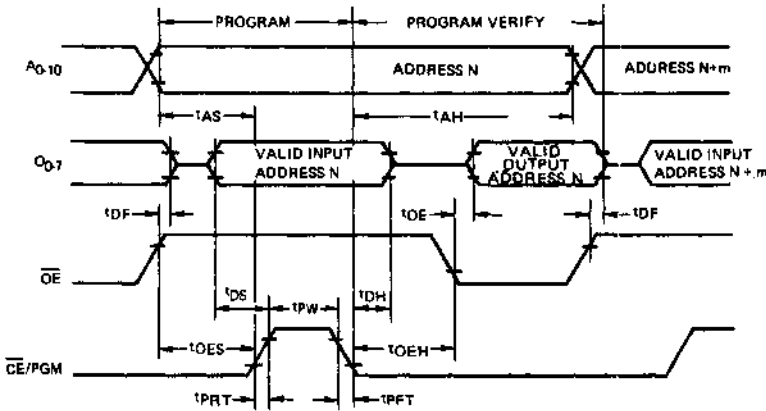 PROGRAM
PROGRAM VERIFY
A0-10
ADDRESS N
ADDRESS N+m
tAS
tAH
O0-7
VALID INPUT
ADDRESS N
VALID
OUTPUT
ADDRESS N
VALID INPUT
ADDRESS N +.m
tDF
tOE
tDF
OE
tDS
tPW
tDH
tOES
tOEH
CE/PGM
tPRT
tPFT